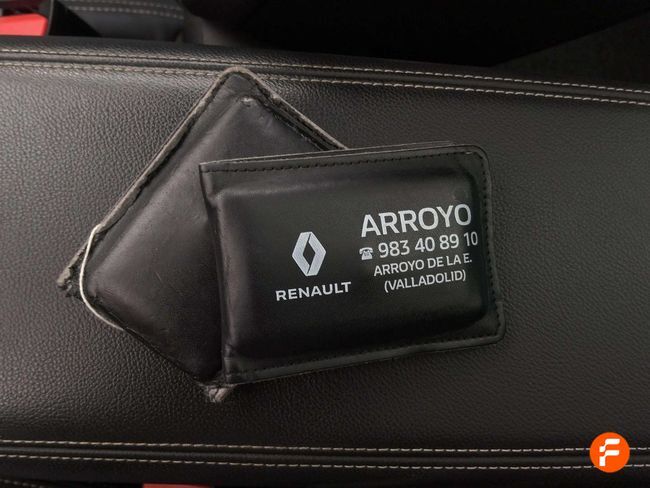 RENAULT
ARROYO
☎ 983 40 89 10
ARROYO DE LA E.
(VALLADOLID)